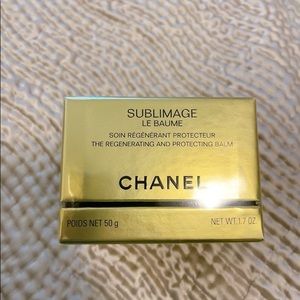 SUBLIMAGE
LE BAUME
SOIN RÉGÉNÉRANT PROTECTEUR
THE REGENERATING AND PROTECTING BALM
CHANEL
POIDS NET 50 g NET WT. 1.7 OZ.